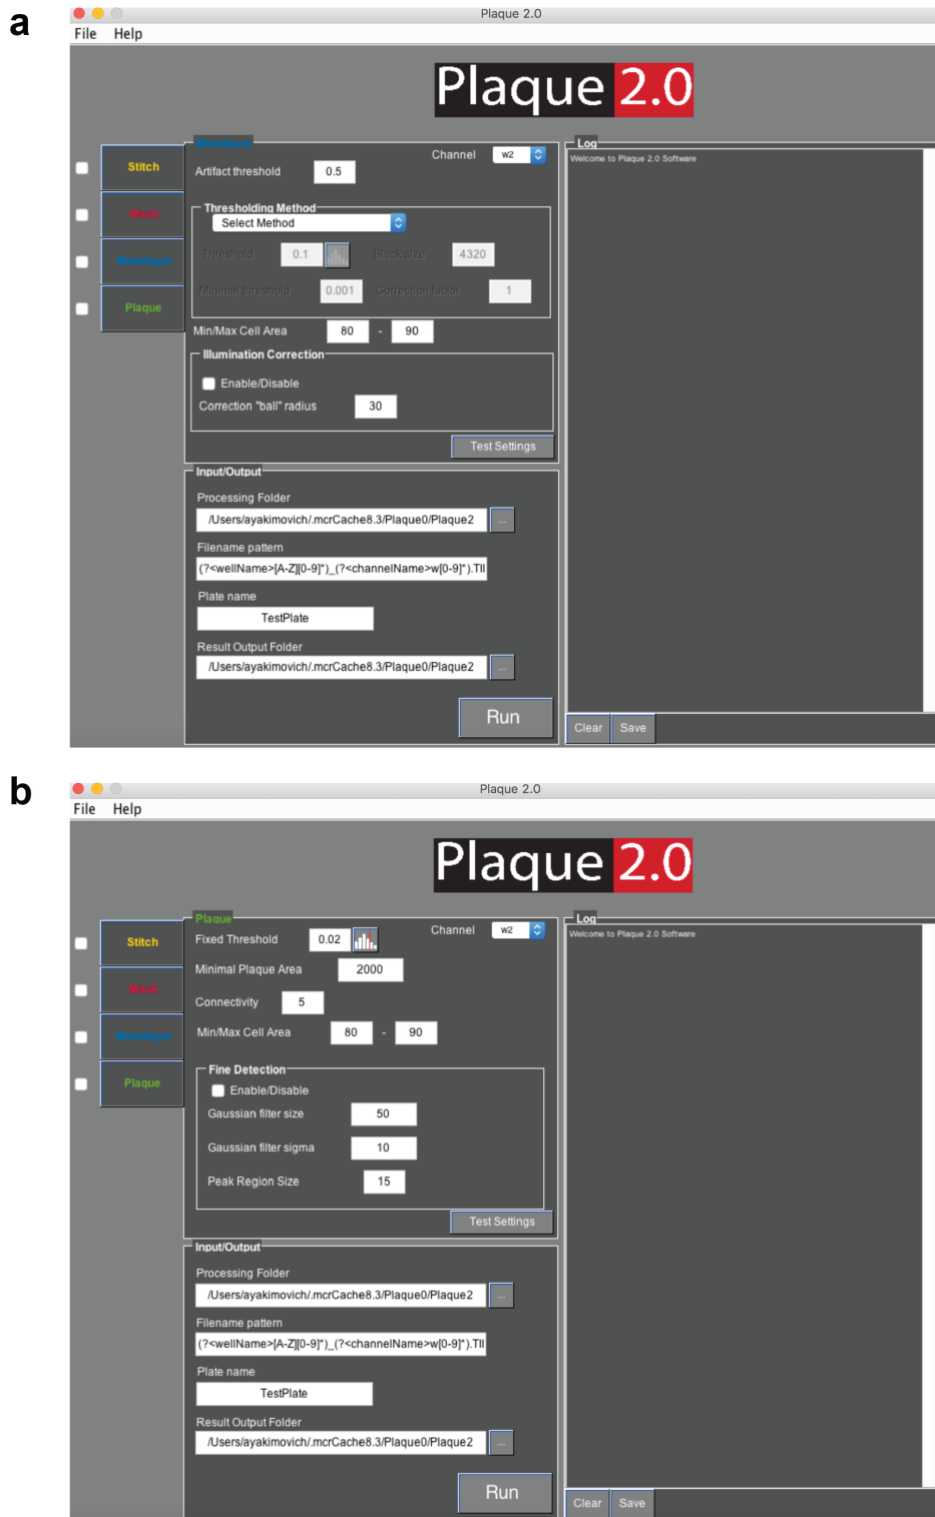 a
Plaque 2.0
File Help
Plaque 2.0
Monolayer
Channel w2
Artifact threshold 0.5
Stitch
Mask
Monolayer
Plaque
Thresholding Method
Select Method
Threshold 0.1 Block size 4320
Minimal threshold 0.001 Correction factor 1
Min/Max Cell Area 80 - 90
Illumination Correction
Enable/Disable
Correction "ball" radius 30
Test Settings
Input/Output
Processing Folder
/Users/ayakimovich/.mcrCache8.3/Plaque0/Plaque2 ...
Filename pattern
(?<wellName>[A-Z][0-9]*)_(?<channelName>w[0-9]*).TII
Plate name
TestPlate
Result Output Folder
/Users/ayakimovich/.mcrCache8.3/Plaque0/Plaque2 ...
Run
Log
Welcome to Plaque 2.0 Software
Clear Save
b
Plaque 2.0
File Help
Plaque 2.0
Stitch
Mask
Monolayer
Plaque
Plaque
Channel w2
Fixed Threshold 0.02
Minimal Plaque Area 2000
Connectivity 5
Min/Max Cell Area 80 - 90
Fine Detection
Enable/Disable
Gaussian filter size 50
Gaussian filter sigma 10
Peak Region Size 15
Test Settings
Input/Output
Processing Folder
/Users/ayakimovich/.mcrCache8.3/Plaque0/Plaque2 ...
Filename pattern
(?<wellName>[A-Z][0-9]*)_(?<channelName>w[0-9]*).TII
Plate name
TestPlate
Result Output Folder
/Users/ayakimovich/.mcrCache8.3/Plaque0/Plaque2 ...
Run
Log
Welcome to Plaque 2.0 Software
Clear Save